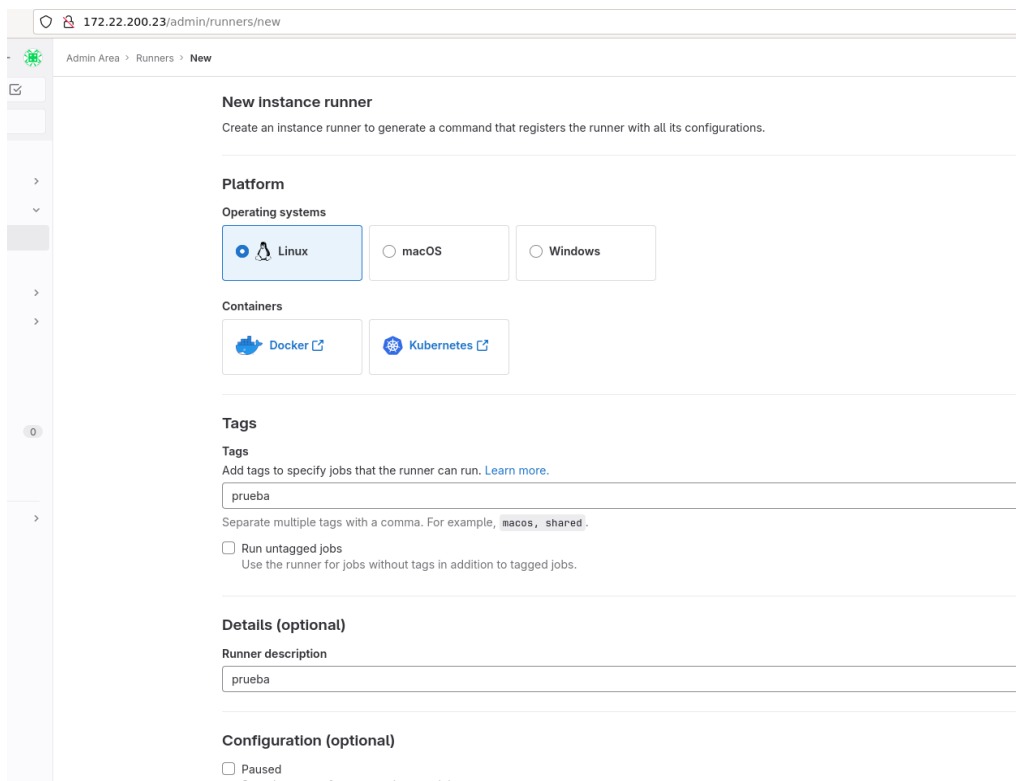 172.22.200.23/admin/runners/new
Admin Area > Runners > New
New instance runner
Create an instance runner to generate a command that registers the runner with all its configurations.
Platform
Operating systems
Linux
macOS
Windows
Containers
Docker
Kubernetes
0
Tags
Tags
Add tags to specify jobs that the runner can run. Learn more.
prueba
Separate multiple tags with a comma. For example, macos, shared.
Run untagged jobs
Use the runner for jobs without tags in addition to tagged jobs.
Details (optional)
Runner description
prueba
Configuration (optional)
Paused